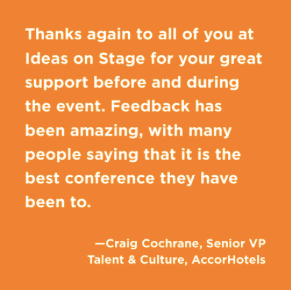 Thanks again to all of you at
Ideas on Stage for your great
support before and during
the event. Feedback has
been amazing, with many
people saying that it is the
best conference they have
been to.
—Craig Cochrane, Senior VP
Talent & Culture, AccorHotels